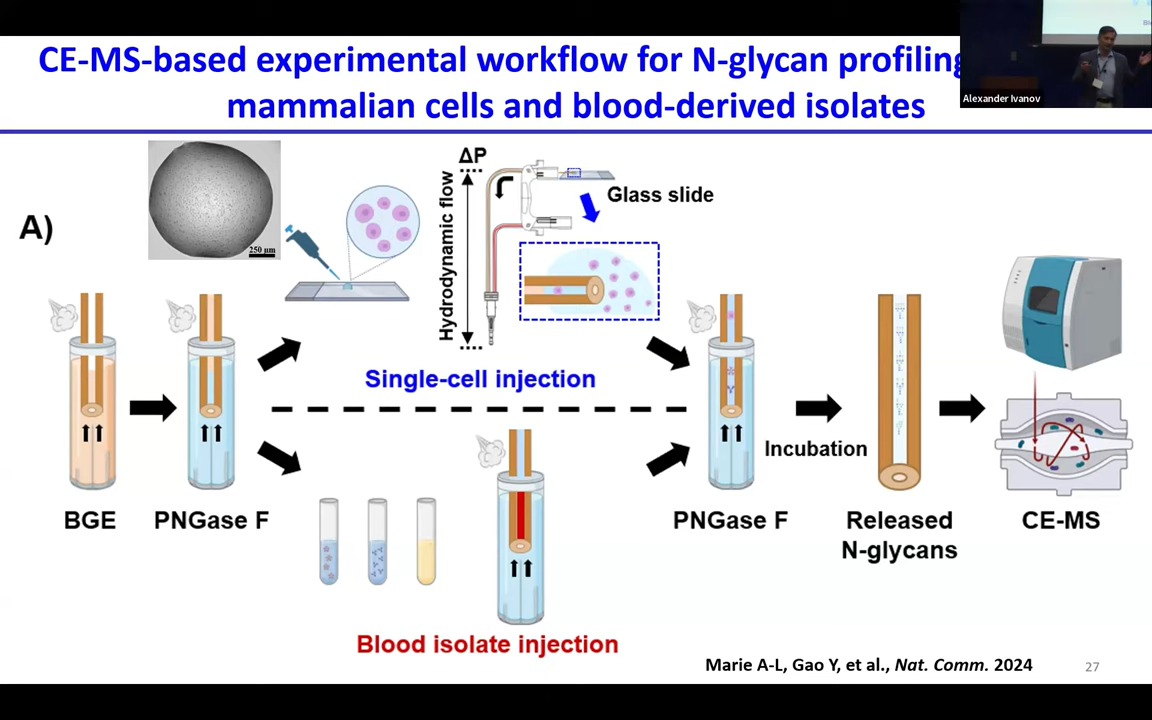 CE-MS-based experimental workflow for N-glycan profiling
mammalian cells and blood-derived isolates
Alexander Ivanov
A)
250 µm
ΔP
Hydrodynamic flow
Glass slide
Single-cell injection
Incubation
BGE
PNGase F
PNGase F
Released
N-glycans
CE-MS
Blood isolate injection
Marie A-L, Gao Y, et al., Nat. Comm. 2024
27